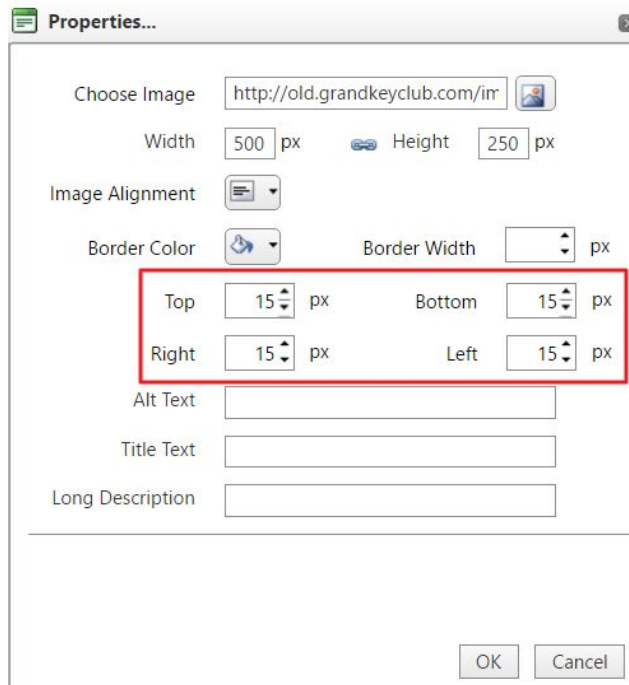 Properties...
Choose Image http://old.grandkeyclub.com/im
Width 500 px Height 250 px
Image Alignment
Border Color Border Width px
Top 15 px Bottom 15 px
Right 15 px Left 15 px
Alt Text
Title Text
Long Description
OK Cancel